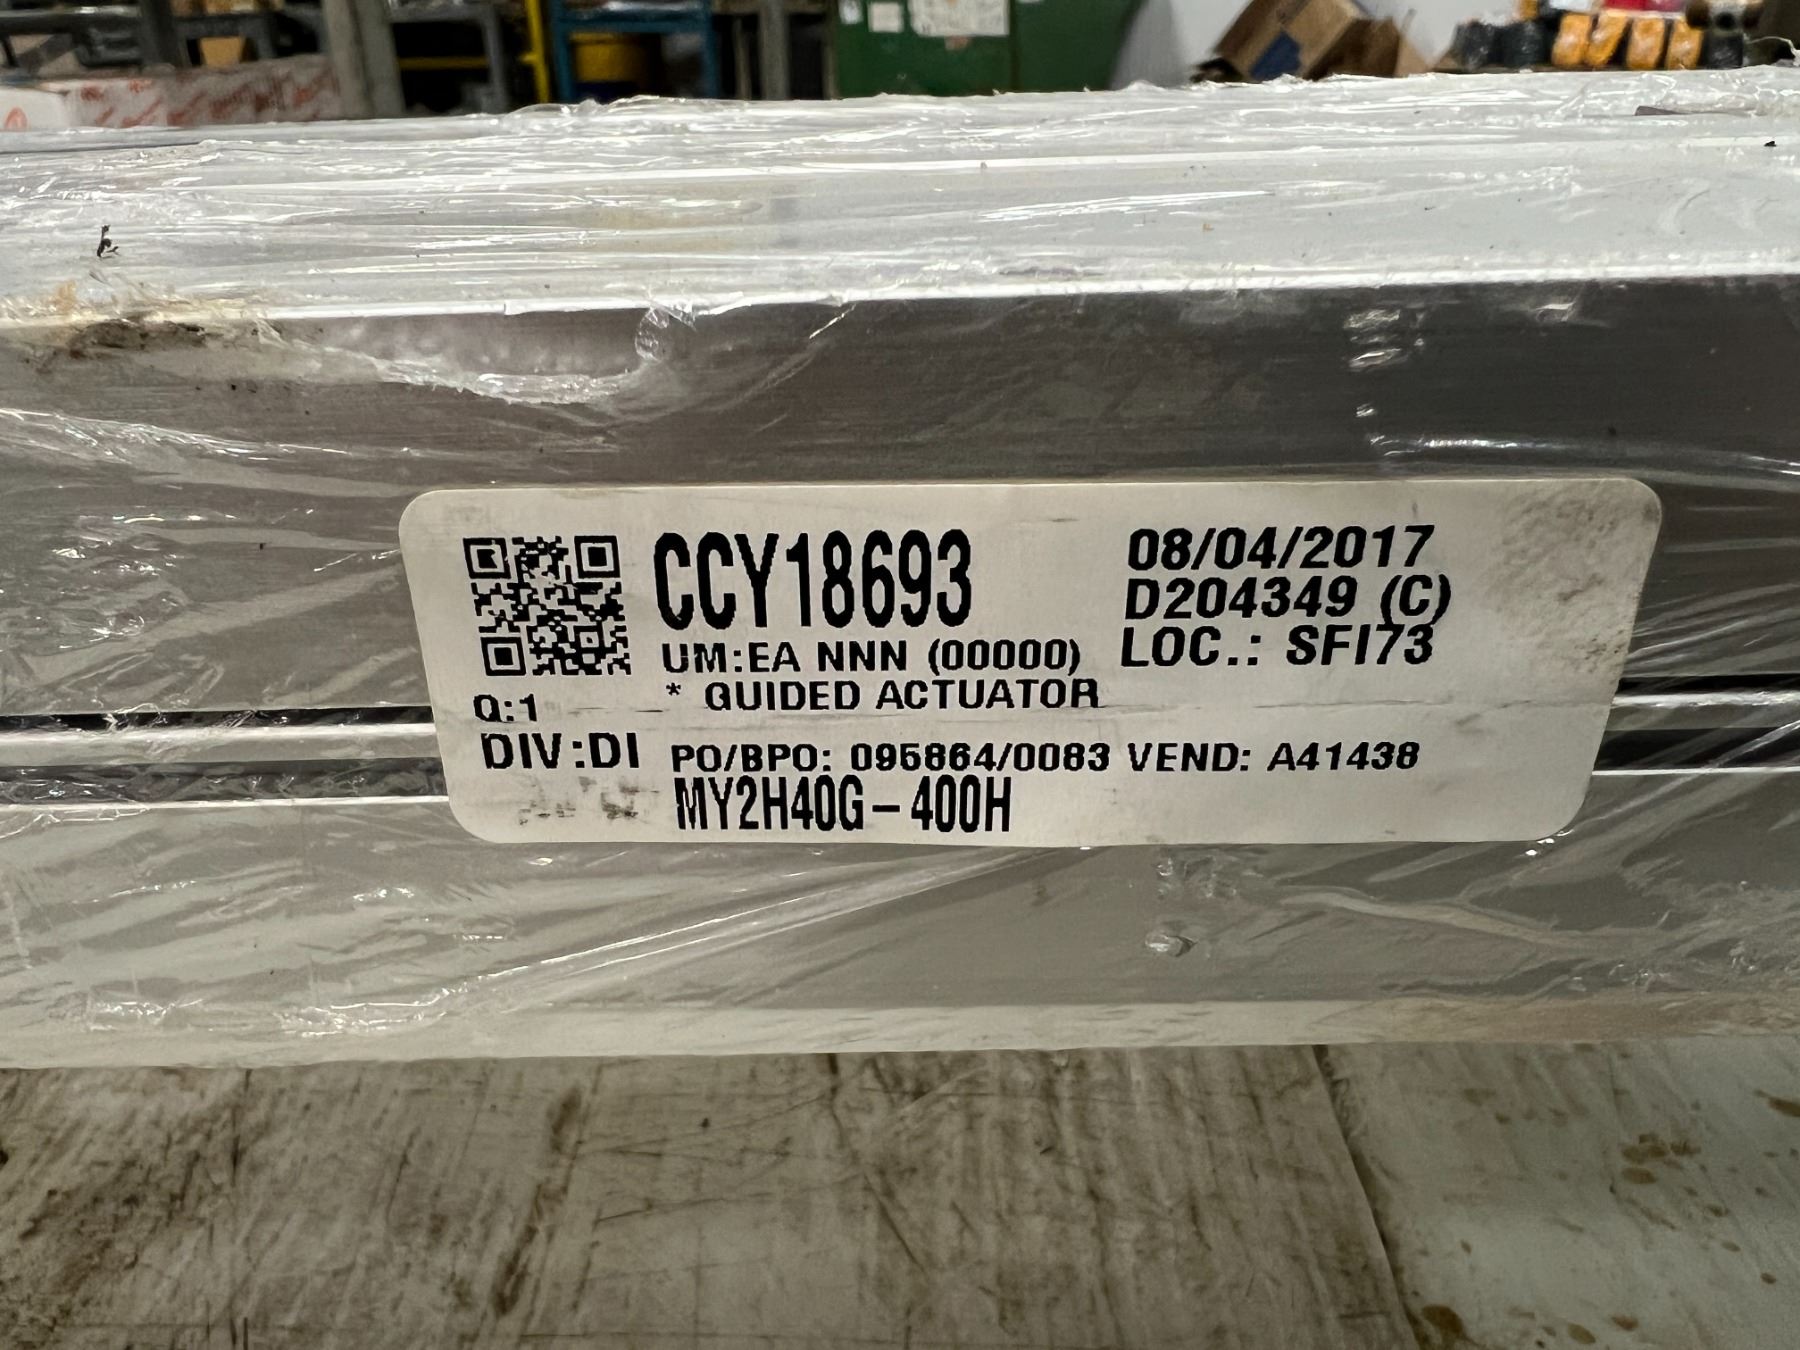 CCY18693
08/04/2017
D204349 (C)
UM:EA NNN (00000)
LOC.: SFI73
* GUIDED ACTUATOR
Q:1
DIV:DI
PO/BPO: 095864/0083 VEND: A41438
MY2H40G-400H